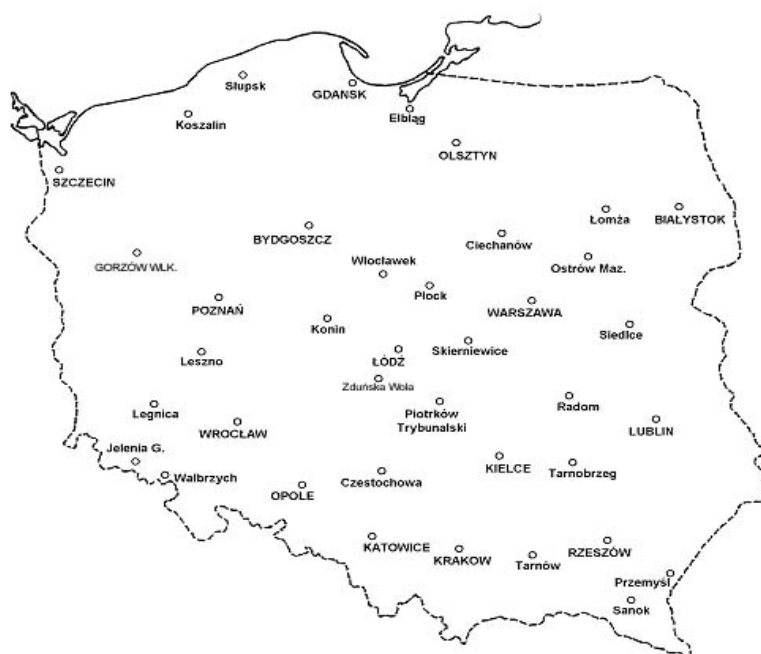 Słupsk
GDAŃSK
Koszalin
Elbląg
OLSZTYN
SZCZECIN
Łomża
BIAŁYSTOK
BYDGOSZCZ
Ciechanów
Włocławek
Ostrów Maz.
GORZÓW WLK.
Płock
POZNAŃ
WARSZAWA
Konin
Siedlce
Skierniewice
Leszno
ŁÓDŹ
Zduńska Wola
Legnica
Piotrków
Trybunalski
Radom
WROCŁAW
LUBLIN
Jelenia G.
Walbrzych
Czestochowa
KIELCE
Tarnobrzeg
OPOLE
KATOWICE
KRAKOW
Tarnów
RZESZÓW
Przemyśl
Sanok